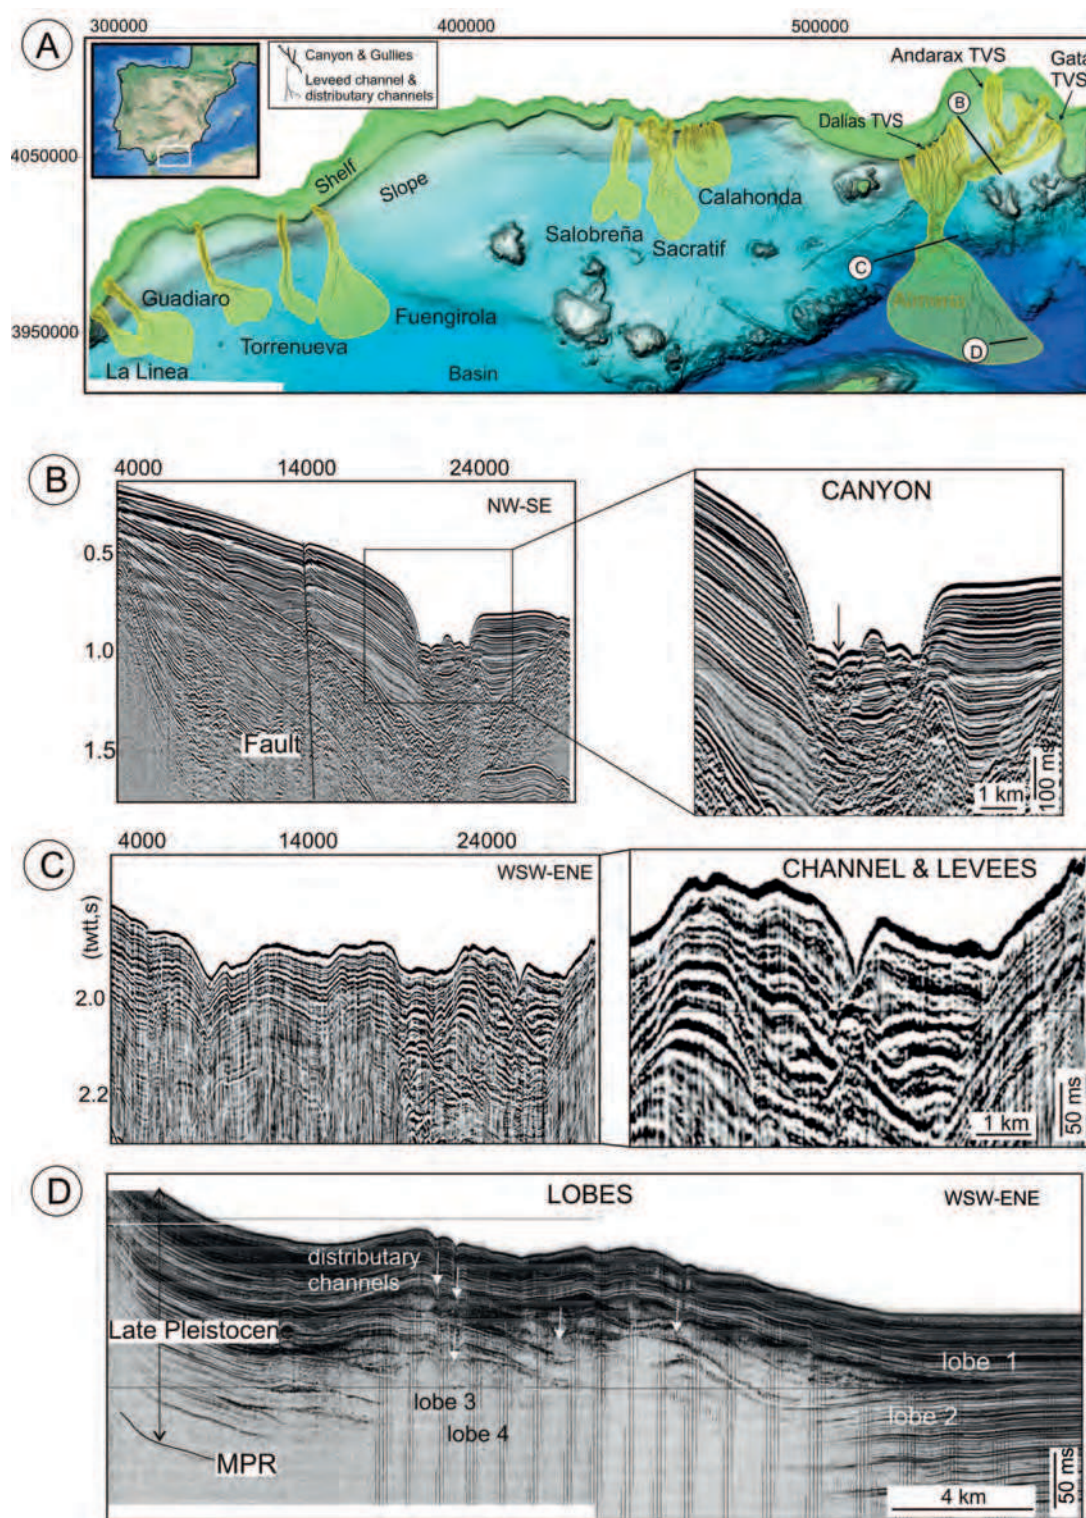 A
300000
400000
500000
Canyon & Gullies
Leveed channel &
distributary channels
Andarax TVS
Gata
TVS
B
Dalias TVS
4050000
Shelf
Slope
Calahonda
Salobreña
Sacratif
C
Guadiaro
Fuengirola
3950000
Torrenueva
D
La Linea
Basin
B
4000
14000
24000
NW-SE
CANYON
0.5
1.0
1.5
Fault
1 km
100 ms
C
4000
14000
24000
WSW-ENE
CHANNEL & LEVEES
(twtt,s)
2.0
2.2
1 km
50 ms
D
LOBES
WSW-ENE
distributary
channels
Late Pleistocene
lobe 1
lobe 3
lobe 2
lobe 4
MPR
4 km
50 ms